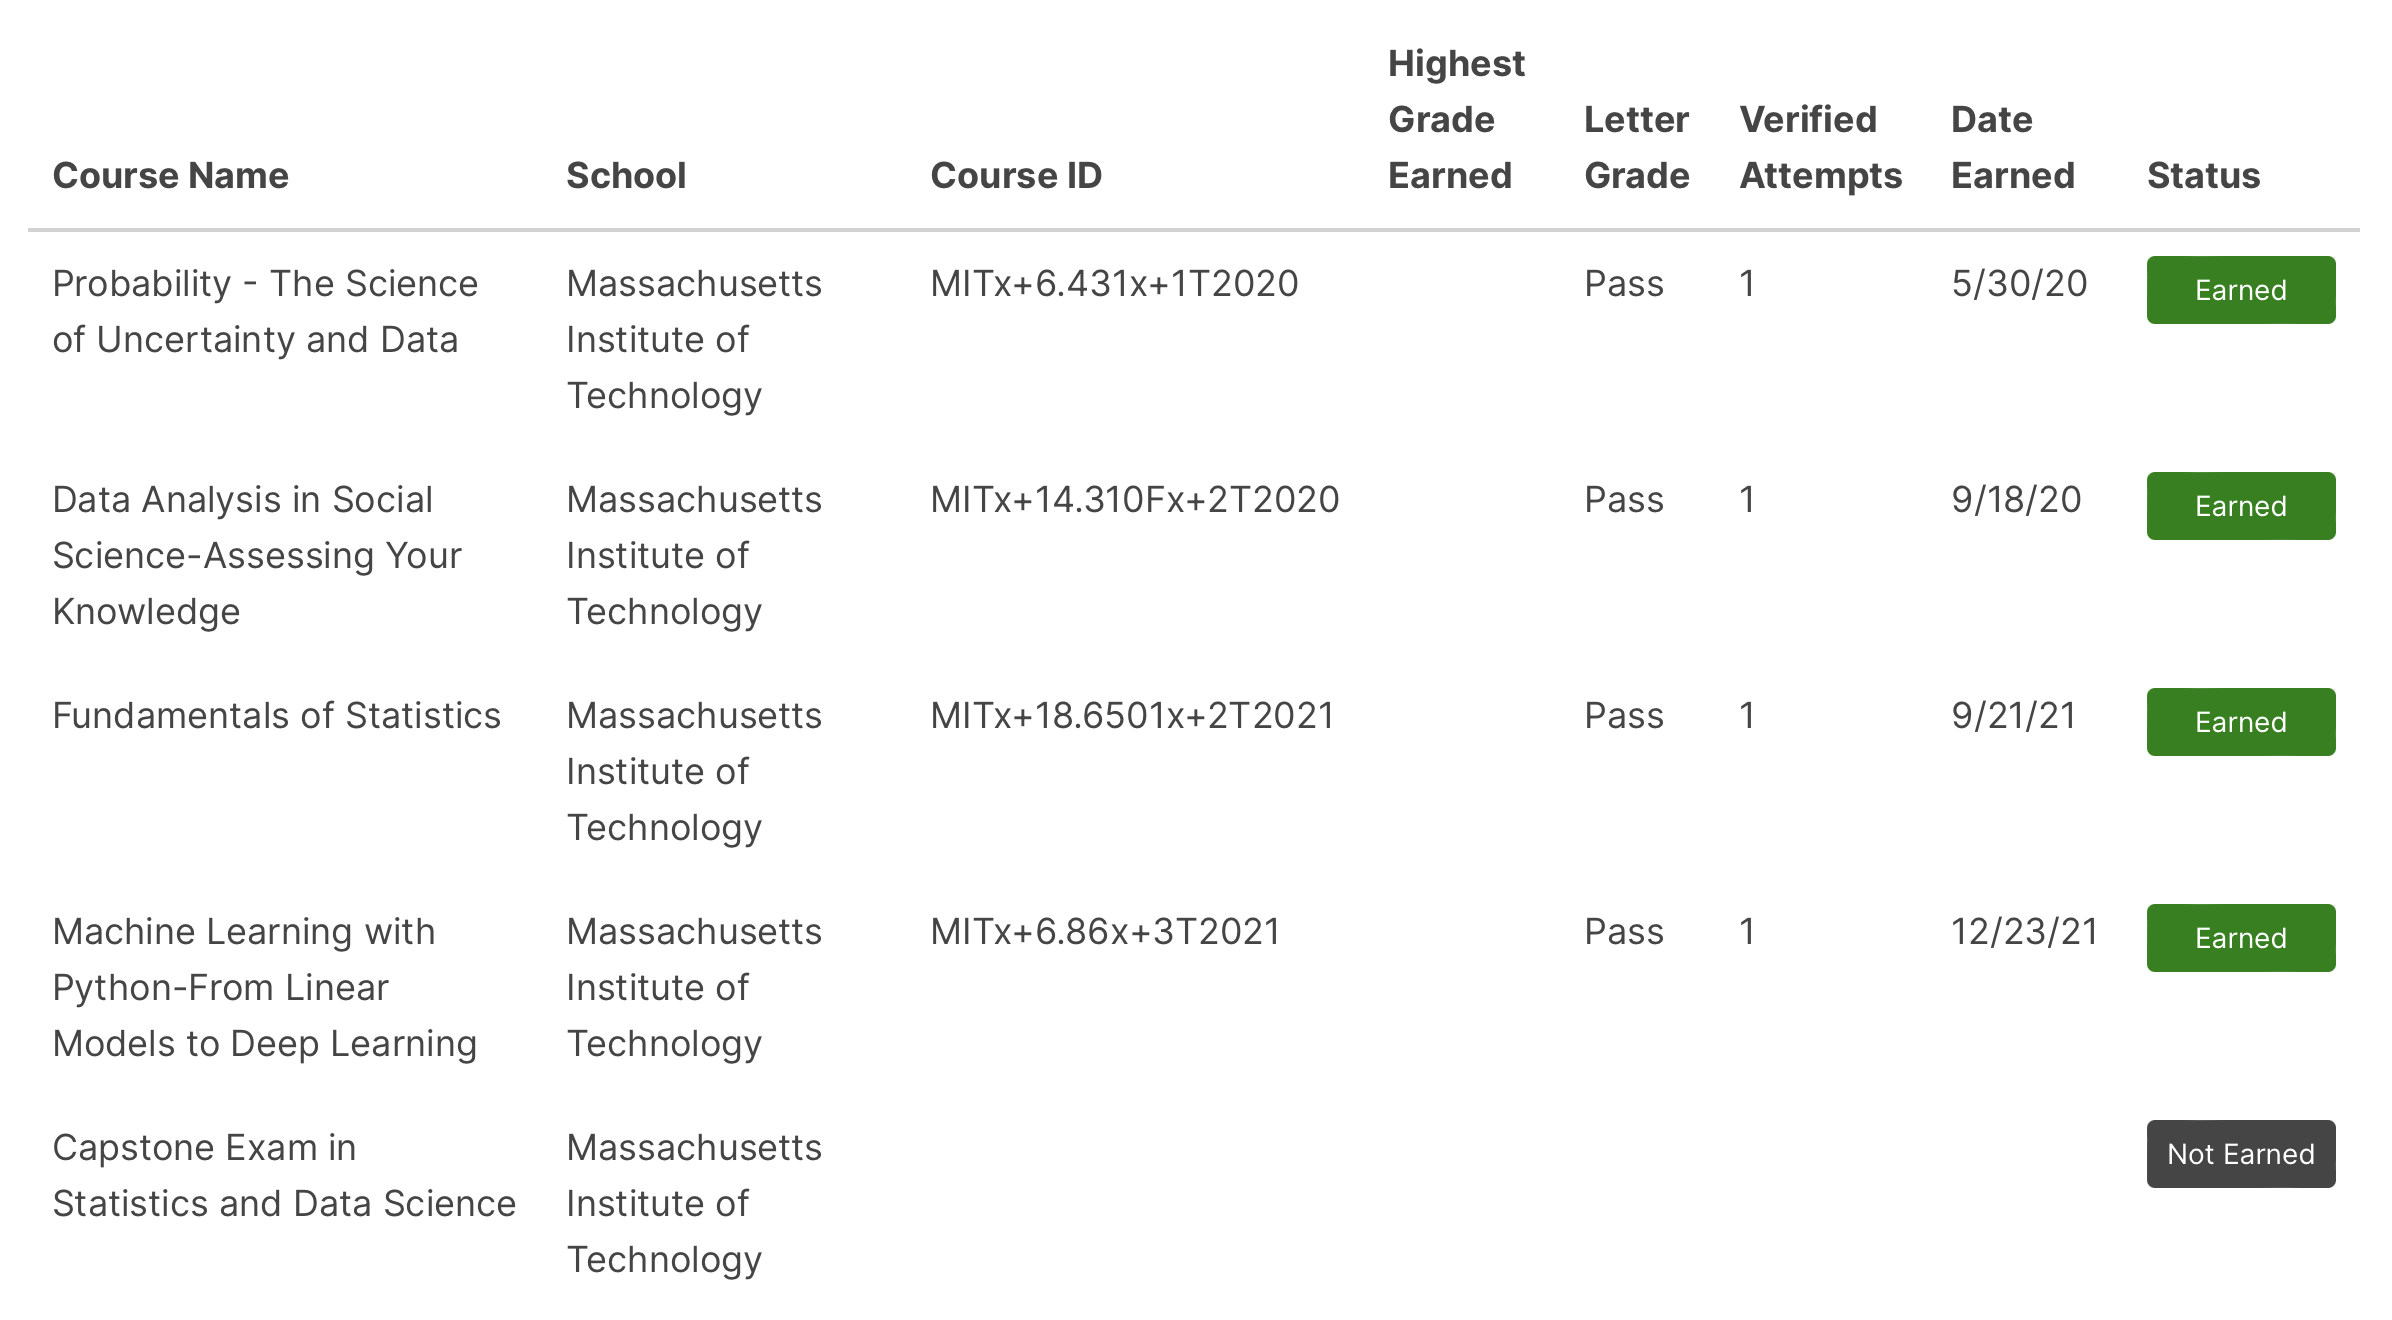 Course Name School Course ID Highest Grade Earned Letter Grade Verified Attempts Date Earned Status
Probability - The Science MITx+6.431x+1T2020 Pass 1 5/30/20 Earned
of Uncertainty and Data
Massachusetts
Institute of
Technology
Data Analysis in Social
Science-Assessing Your
Knowledge
Massachusetts
Institute of
Technology
MITx+14.310Fx+2T2020 Pass 1 9/18/20 Earned
Fundamentals of Statistics
Massachusetts
Institute of
Technology
MITx+18.6501x+2T2021 Pass 1 9/21/21 Earned
Machine Learning with
Python-From Linear
Models to Deep Learning
Massachusetts
Institute of
Technology
MITx+6.86x+3T2021 Pass 1 12/23/21 Earned
Capstone Exam in
Statistics and Data Science
Massachusetts
Institute of
Technology
Not Earned